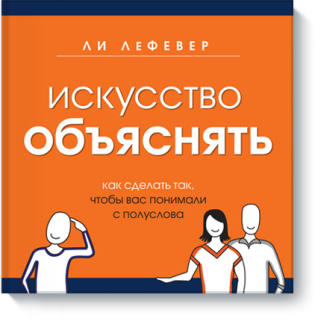 ЛИ ЛЕФЕВЕР
ИСКУССТВО
ОБЪЯСНЯТЬ
как сделать так,
чтобы вас понимали
с полуслова